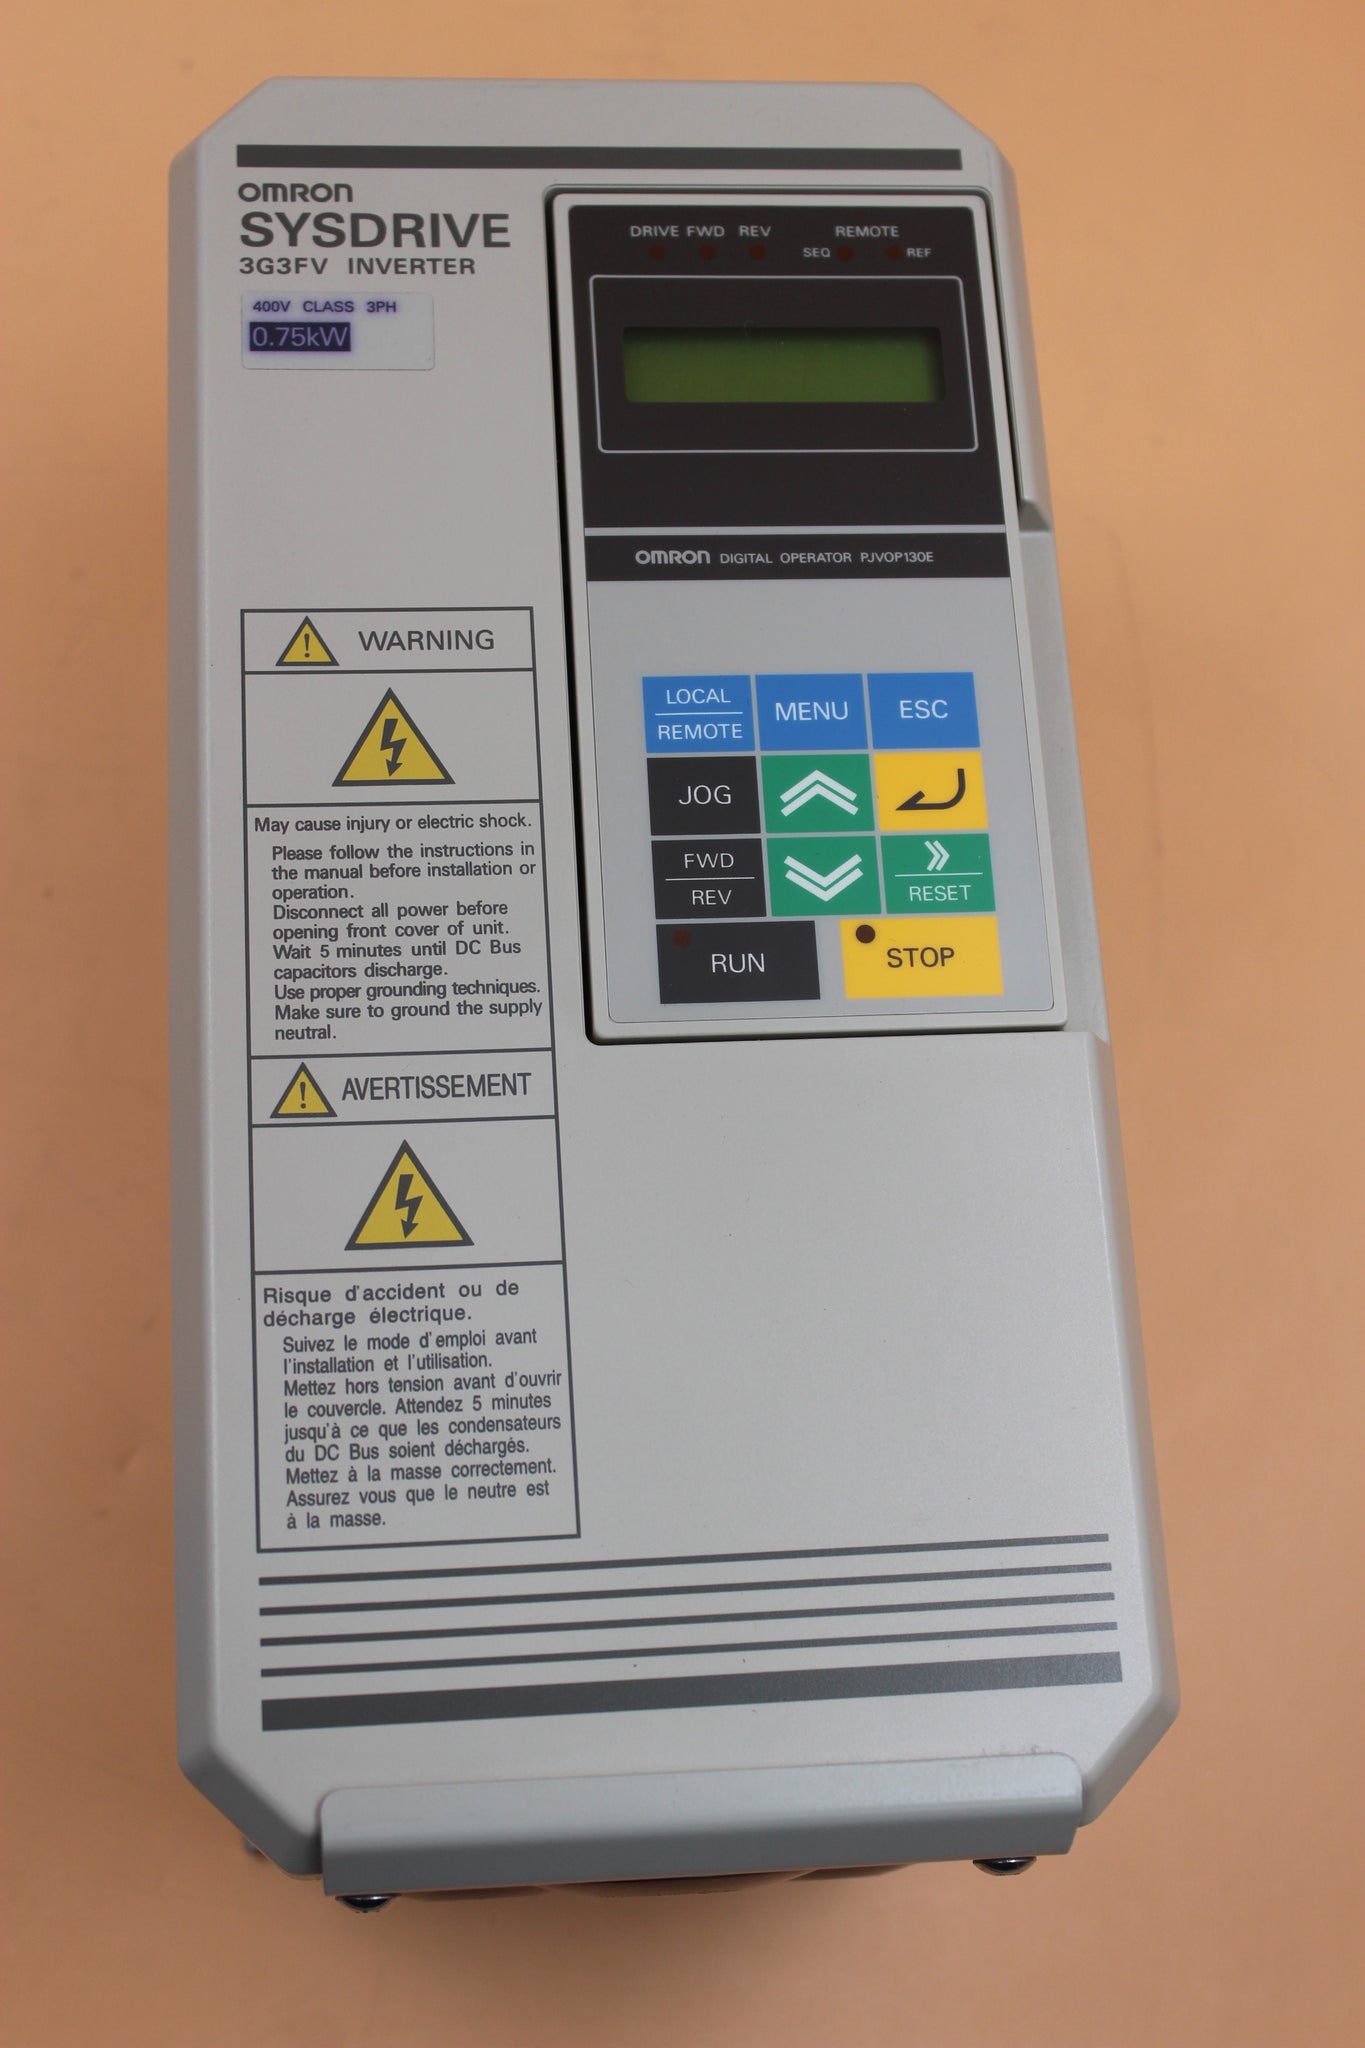 OMRON
SYSDRIVE
3G3FV INVERTER
400V CLASS 3PH
0.75kW
DRIVE FWD REV REMOTE
SEQ REF
OMRON DIGITAL OPERATOR PJVOP130E
LOCAL
REMOTE
MENU
ESC
JOG
FWD
REV
RESET
RUN
STOP
WARNING
May cause injury or electric shock.
Please follow the instructions in
the manual before installation or
operation.
Disconnect all power before
opening front cover of unit.
Wait 5 minutes until DC Bus
capacitors discharge.
Use proper grounding techniques.
Make sure to ground the supply
neutral.
AVERTISSEMENT
Risque d'accident ou de
décharge électrique.
Suivez le mode d'emploi avant
l'installation et l'utilisation.
Mettez hors tension avant d'ouvrir
le couvercle. Attendez 5 minutes
jusqu'à ce que les condensateurs
du DC Bus soient déchargés.
Mettez à la masse correctement.
Assurez vous que le neutre est
à la masse.